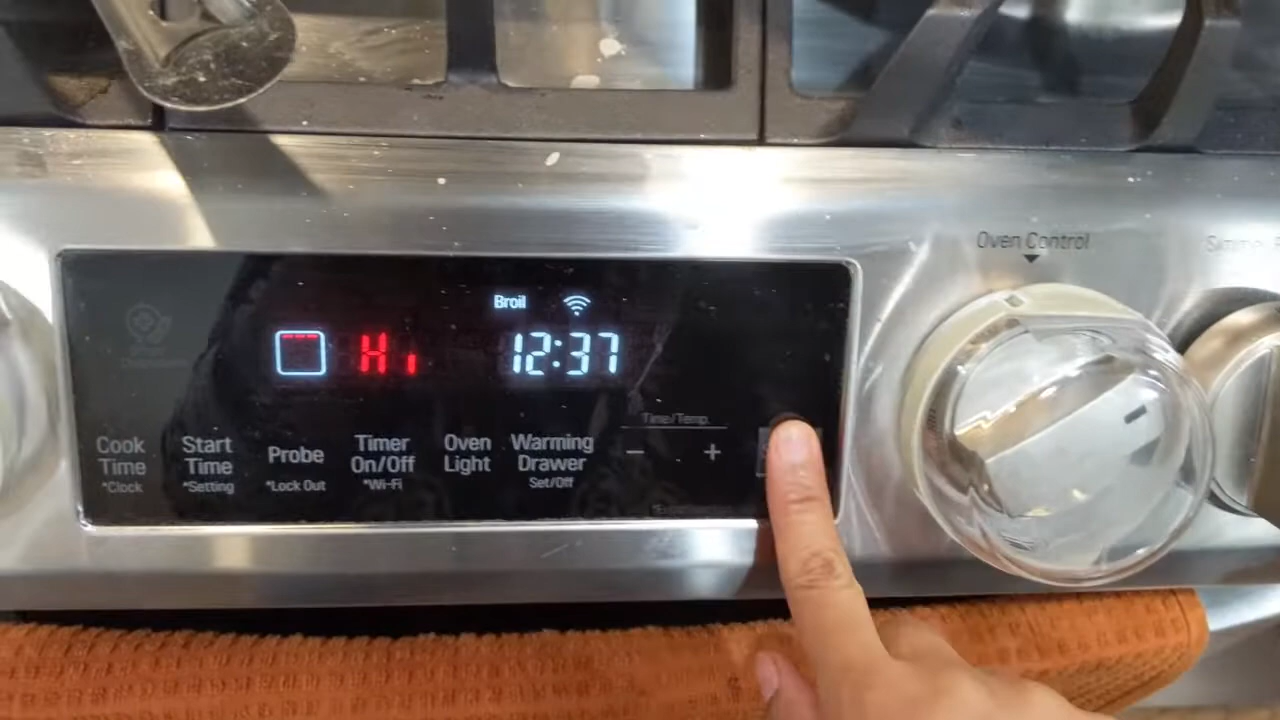 Oven Control
Broil
Hi
12:37
Time/Temp.
Cook
Time
*Clock
Start
Time
*Setting
Probe
*Lock Out
Timer
On/Off
*Wi-Fi
Oven
Light
Warming
Drawer
Set/Off
− +